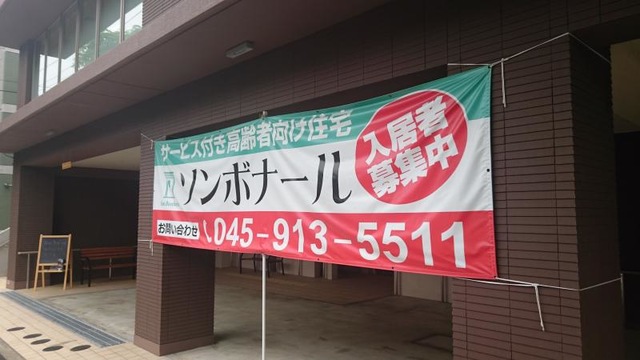 サービス付き高齢者向け住宅
ソンボナール
入居者
募集中
お問い合わせ 045-913-5511